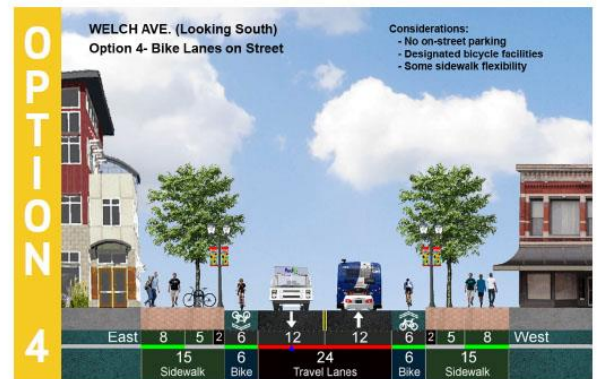 OPTION 4
WELCH AVE. (Looking South)
Option 4- Bike Lanes on Street
Considerations:
- No on-street parking
- Designated bicycle facilities
- Some sidewalk flexibility
FedEx
East 8 5 2 6 12 12 6 2 5 8 West
15 6 24 6 15
Sidewalk Bike Travel Lanes Bike Sidewalk